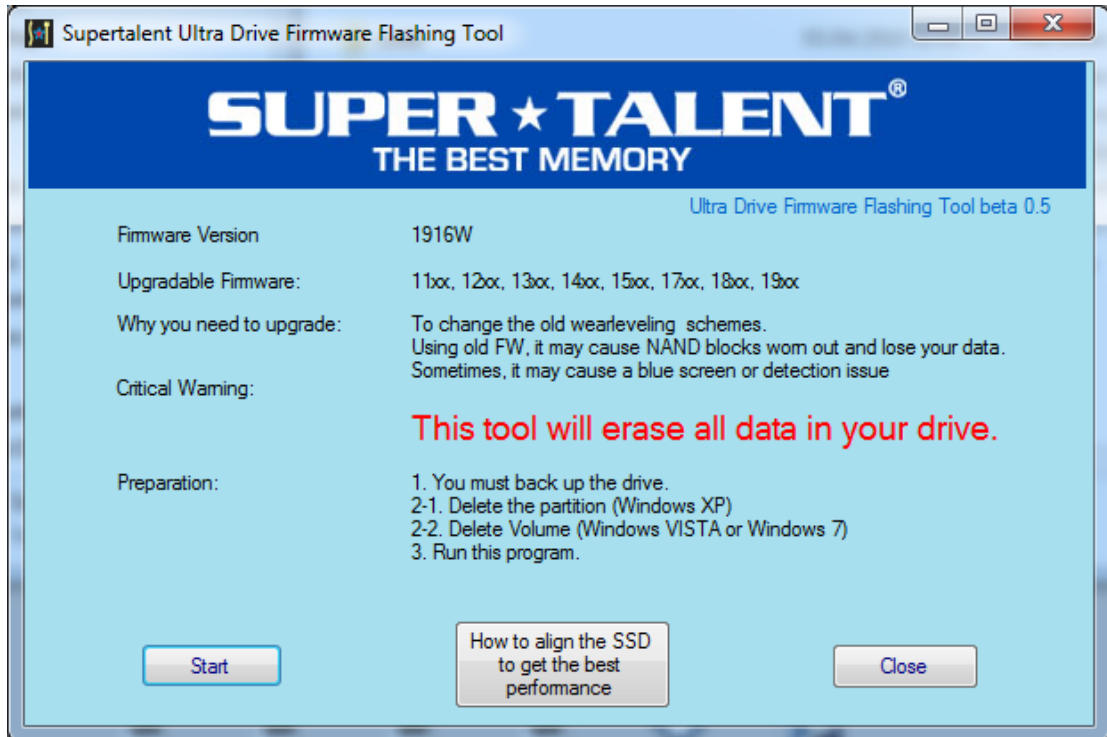 Supertalent Ultra Drive Firmware Flashing Tool
SUPER★TALENT®
THE BEST MEMORY
Ultra Drive Firmware Flashing Tool beta 0.5
Firmware Version 1916W
Upgradable Firmware: 11xx, 12xx, 13xx, 14xx, 15xx, 17xx, 18xx, 19xx
Why you need to upgrade: To change the old wearleveling schemes.
Using old FW, it may cause NAND blocks worn out and lose your data.
Sometimes, it may cause a blue screen or detection issue
Critical Warning:
This tool will erase all data in your drive.
Preparation: 1. You must back up the drive.
2-1. Delete the partition (Windows XP)
2-2. Delete Volume (Windows VISTA or Windows 7)
3. Run this program.
Start
How to align the SSD
to get the best
performance
Close